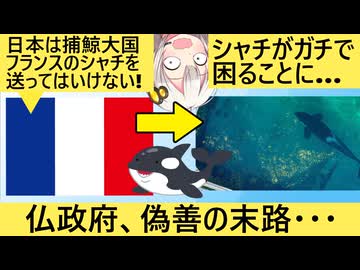 日本は捕鯨大国
フランスのシャチを
送ってはいけない!
シャチがガチで
困ることに…
仏政府、偽善の末路・・・